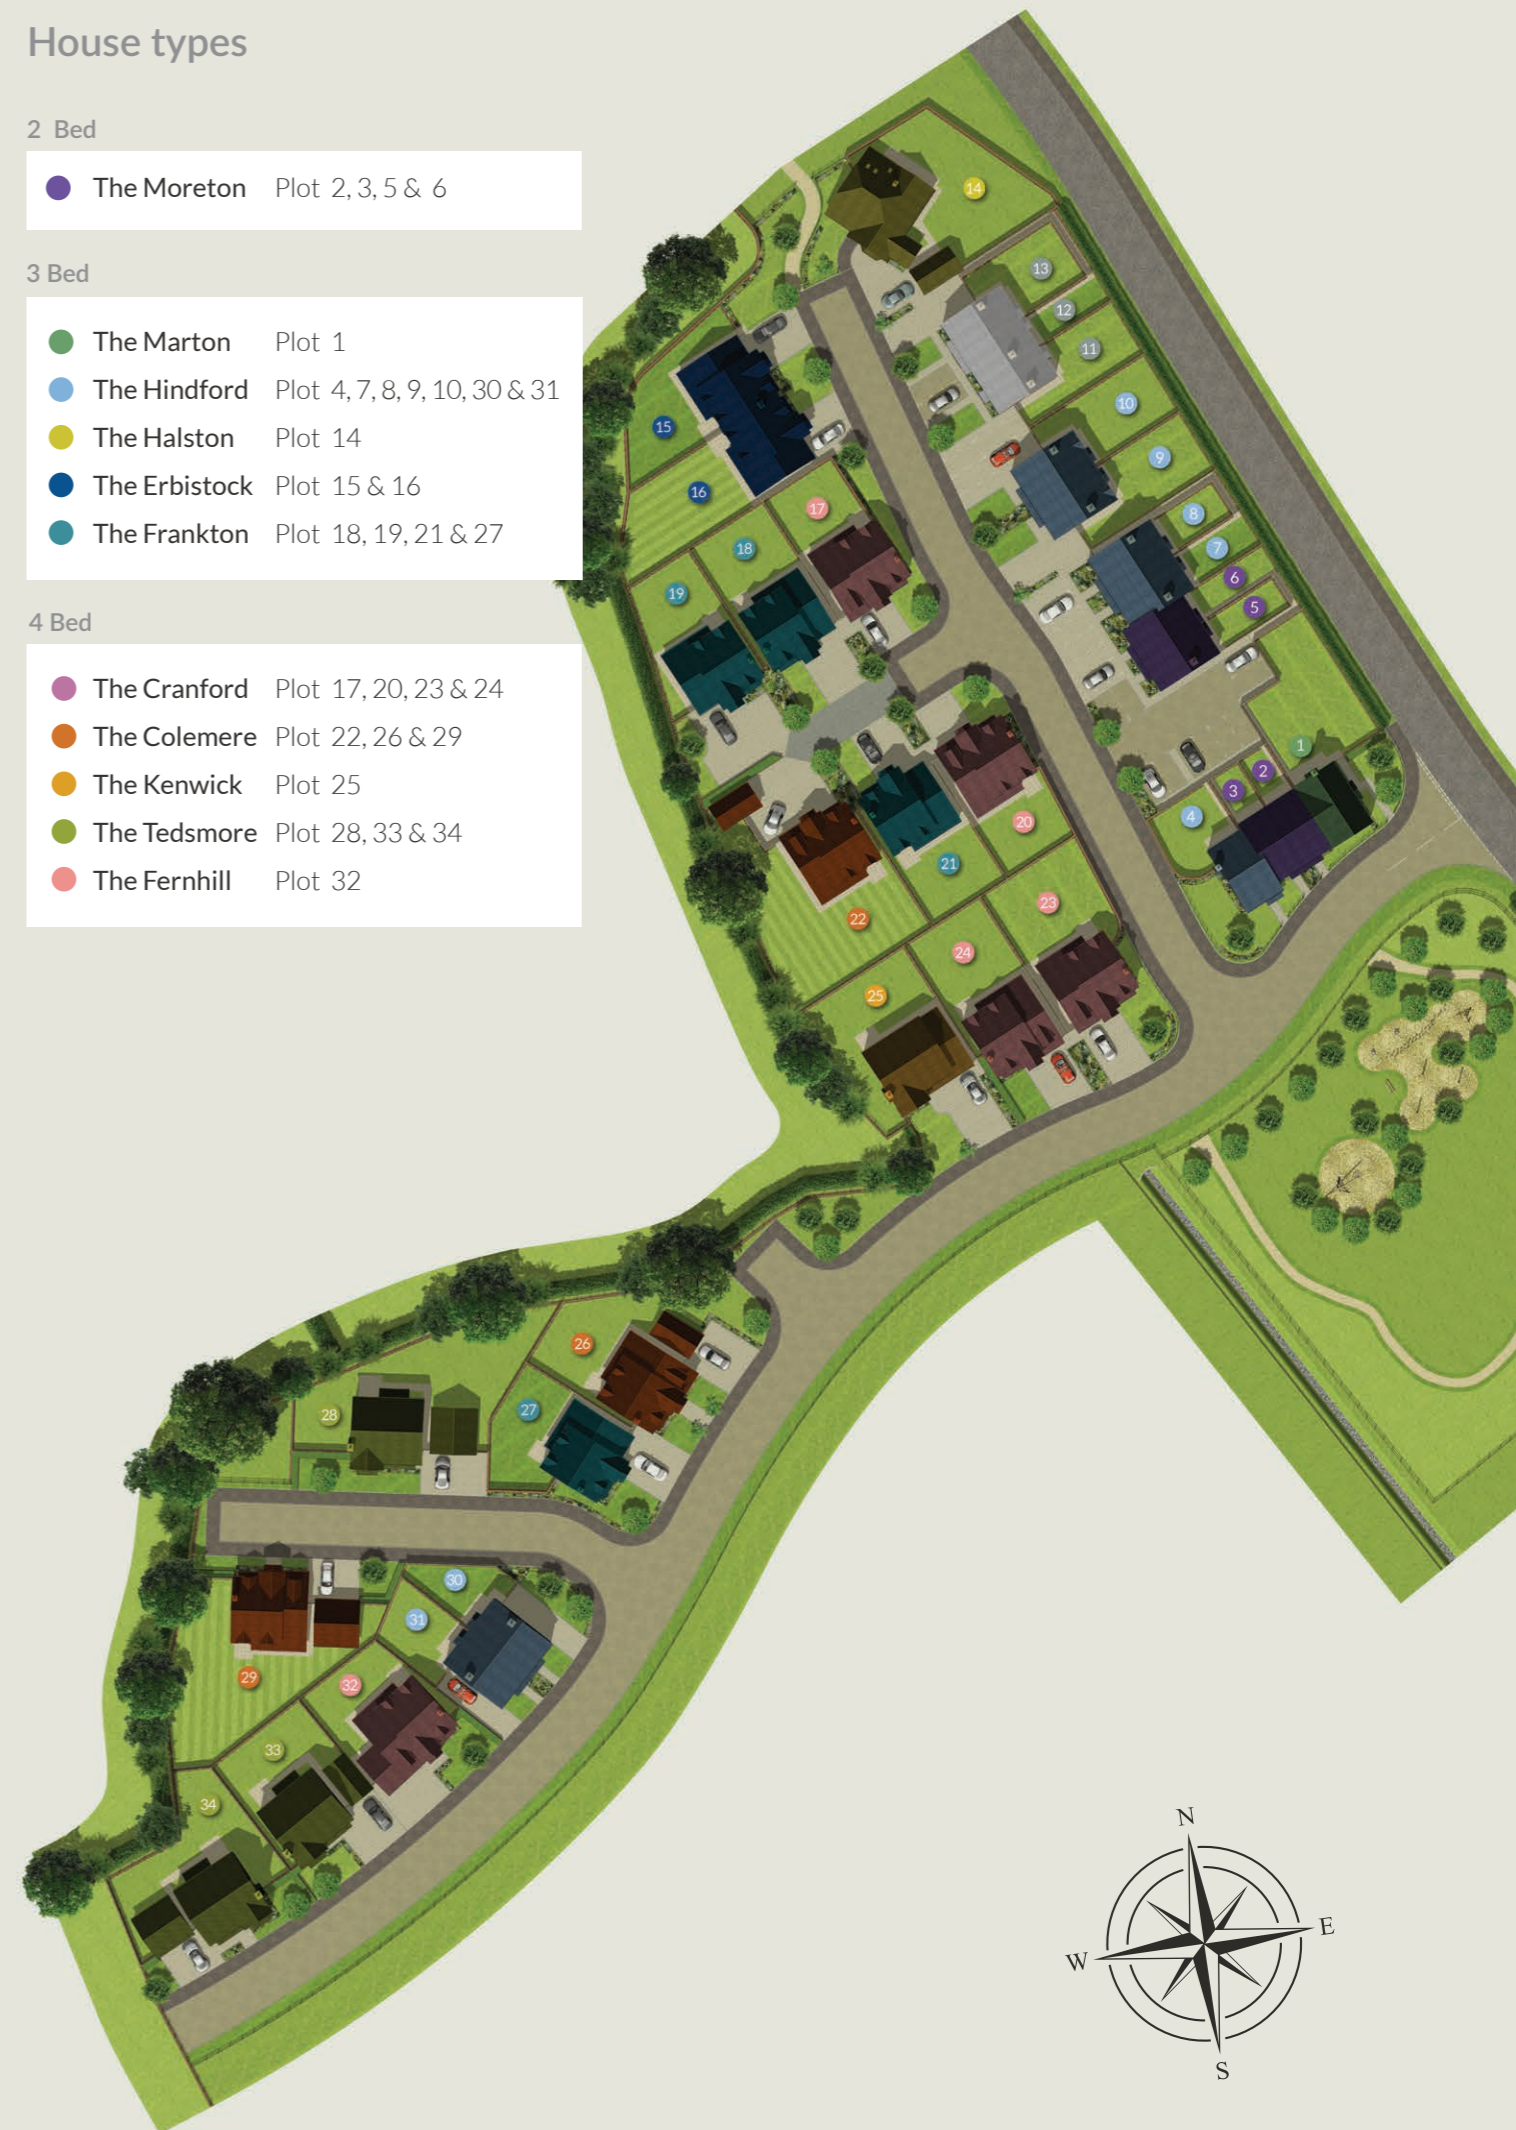 House types
2 Bed
The Moreton Plot 2, 3, 5 & 6
3 Bed
The Marton Plot 1
The Hindford Plot 4, 7, 8, 9, 10, 30 & 31
The Halston Plot 14
The Erbistock Plot 15 & 16
The Frankton Plot 18, 19, 21 & 27
4 Bed
The Cranford Plot 17, 20, 23 & 24
The Colemere Plot 22, 26 & 29
The Kenwick Plot 25
The Tedsmore Plot 28, 33 & 34
The Fernhill Plot 32
14
13
12
11
10
9
15
16
17
8
18
7
6
19
5
1
2
3
4
20
21
23
22
24
25
26
27
28
30
31
29
32
33
34
N
E
W
S